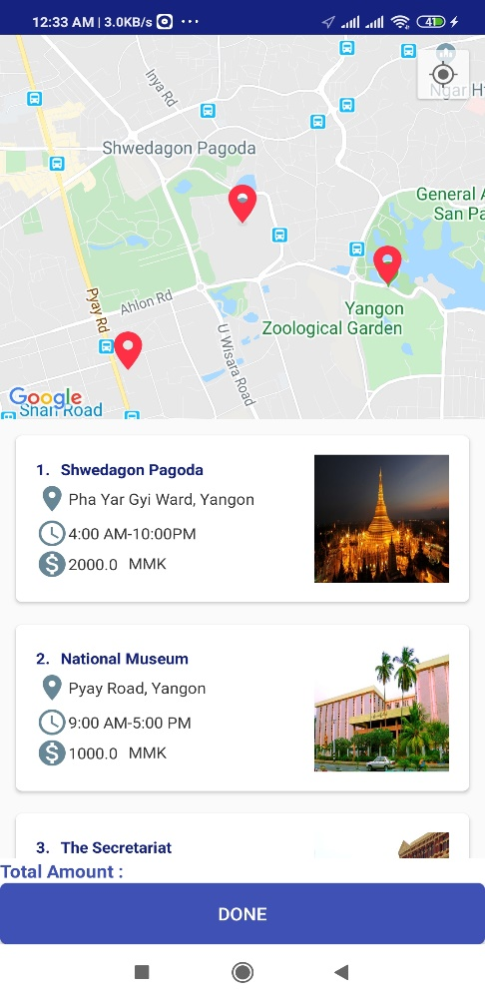 12:33 AM | 3.0KB/s
41
Inya Rd
Ngar H
Shwedagon Pagoda
General A
San Pa
Yangon
Zoological Garden
Ahlon Rd
Pyay Rd
U Wisara Road
Google
Shan Road
1. Shwedagon Pagoda
Pha Yar Gyi Ward, Yangon
4:00 AM-10:00PM
2000.0 MMK
2. National Museum
Pyay Road, Yangon
9:00 AM-5:00 PM
1000.0 MMK
3. The Secretariat
Total Amount :
DONE